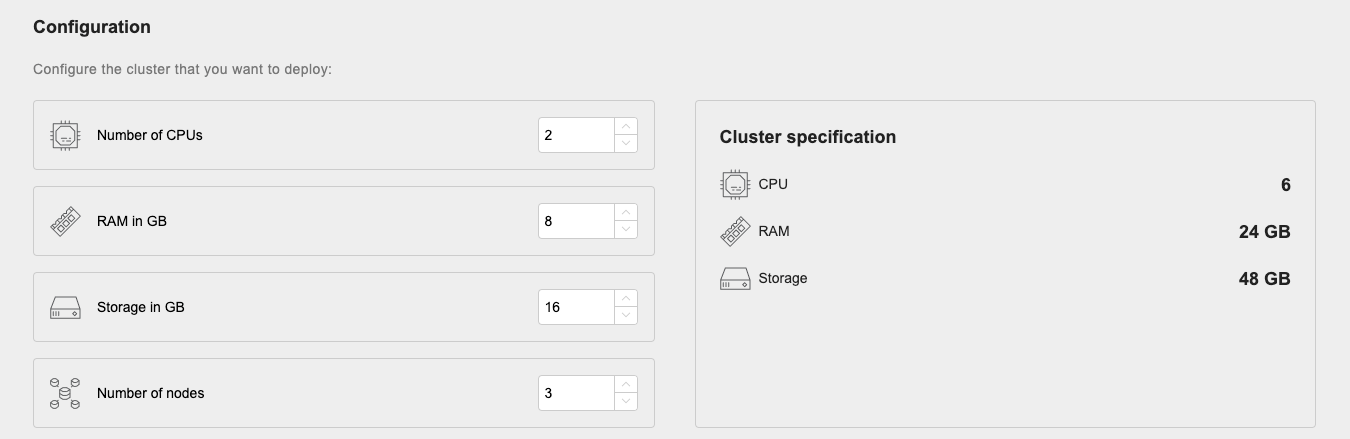 Configuration
Configure the cluster that you want to deploy:
Number of CPUs 2
RAM in GB 8
Storage in GB 16
Number of nodes 3
Cluster specification
CPU 6
RAM 24 GB
Storage 48 GB